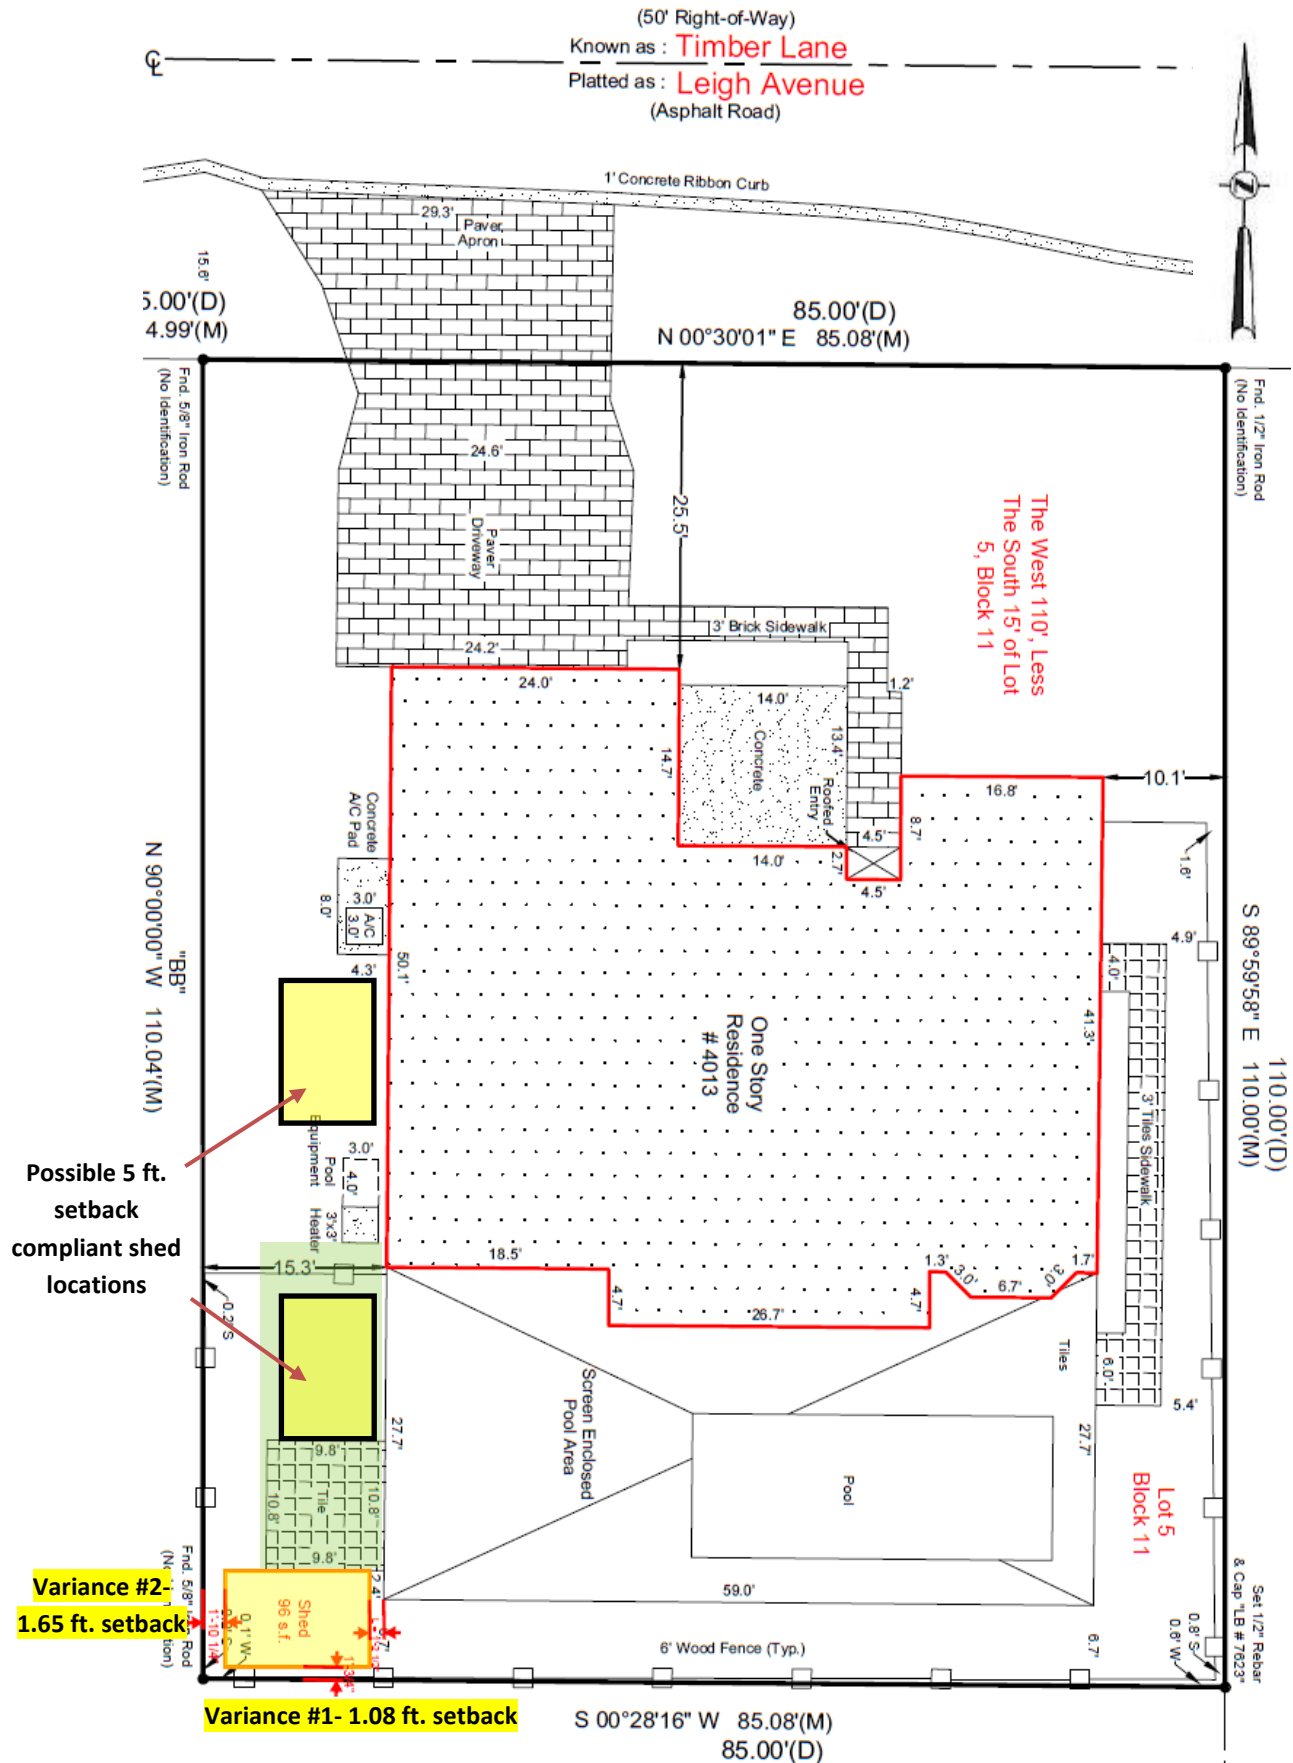 (50' Right-of-Way)
Known as : Timber Lane
Platted as : Leigh Avenue
(Asphalt Road)
1' Concrete Ribbon Curb
29.3'
Paver
Apron
15.6'
5.00'(D)
4.99'(M)
85.00'(D)
N 00°30'01" E 85.08'(M)
Fnd. 5/8" Iron Rod
(No Identification)
Fnd. 1/2" Iron Rod
(No Identification)
24.6'
Paver
Driveway
25.5'
The West 110', Less
The South 15' of Lot
5, Block 11
3' Brick Sidewalk
24.2'
24.0'
14.0'
1.2'
Concrete
13.4'
14.7'
Roofed
Entry
16.8'
10.1'
8.7'
4.5'
14.0'
2.7'
4.5'
1.6'
Concrete
A/C Pad
3.0'
A/C
3.0'
8.0'
4.3'
50.1'
N 90°00'00" W 110.04'(M)
"BB"
4.9'
4.0'
41.3'
S 89°59'58" E 110.00'(M)
110.00'(D)
3' Tiles Sidewalk
One Story
Residence
# 4013
Possible 5 ft.
setback
compliant shed
locations
3.0'
4.0'
Pool
Equipment
3'x3'
Heater
15.3'
18.5'
4.7'
26.7'
4.7'
1.3'
3.0'
6.7'
3.0'
1.7'
0.2' S
Tiles
6.0'
5.4'
Screen Enclosed
Pool Area
27.7'
27.7'
Pool
9.8'
Tile
10.8'
10.8'
9.8'
Lot 5
Block 11
2.4'
59.0'
Shed
96 s.f.
0.1' W
1'-10 1/4"
1'-3/4"
6' Wood Fence (Typ.)
6.7'
0.8' S
0.6' W
Set 1/2" Rebar
& Cap "LB # 7623"
Variance #2-
1.65 ft. setback
Variance #1- 1.08 ft. setback
S 00°28'16" W 85.08'(M)
85.00'(D)